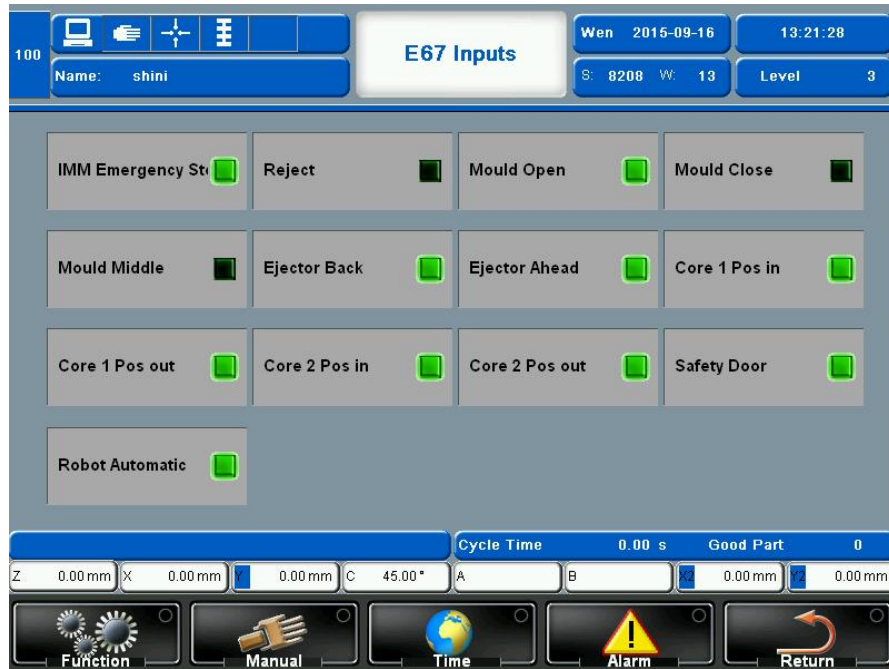 100
E67 Inputs
Wen 2015-09-16
13:21:28
Name: shini
S: 8208 W: 13
Level 3
IMM Emergency Sto
Reject
Mould Open
Mould Close
Mould Middle
Ejector Back
Ejector Ahead
Core 1 Pos in
Core 1 Pos out
Core 2 Pos in
Core 2 Pos out
Safety Door
Robot Automatic
Cycle Time 0.00 s Good Part 0
Z 0.00 mm X 0.00 mm Y 0.00 mm C 45.00 ° A B X2 0.00 mm Y2 0.00 mm
Function
Manual
Time
Alarm
Return